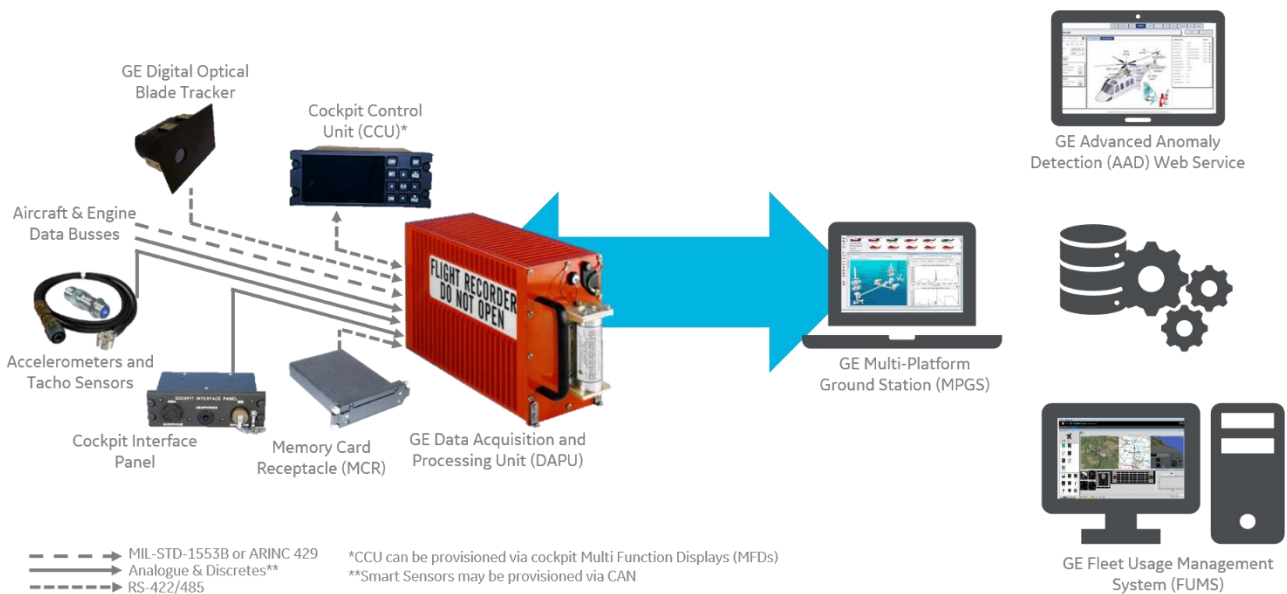 GE Digital Optical
Blade Tracker
Cockpit Control
Unit (CCU)*
Aircraft & Engine
Data Busses
Accelerometers and
Tacho Sensors
COCKPIT INTERFACE PANEL
Cockpit Interface
Panel
Memory Card
Receptacle (MCR)
FLIGHT RECORDER
DO NOT OPEN
GE Data Acquisition and
Processing Unit (DAPU)
GE Multi-Platform
Ground Station (MPGS)
GE Advanced Anomaly
Detection (AAD) Web Service
GE Fleet Usage Management
System (FUMS)
MIL-STD-1553B or ARINC 429
Analogue & Discretes**
RS-422/485
*CCU can be provisioned via cockpit Multi Function Displays (MFDs)
**Smart Sensors may be provisioned via CAN